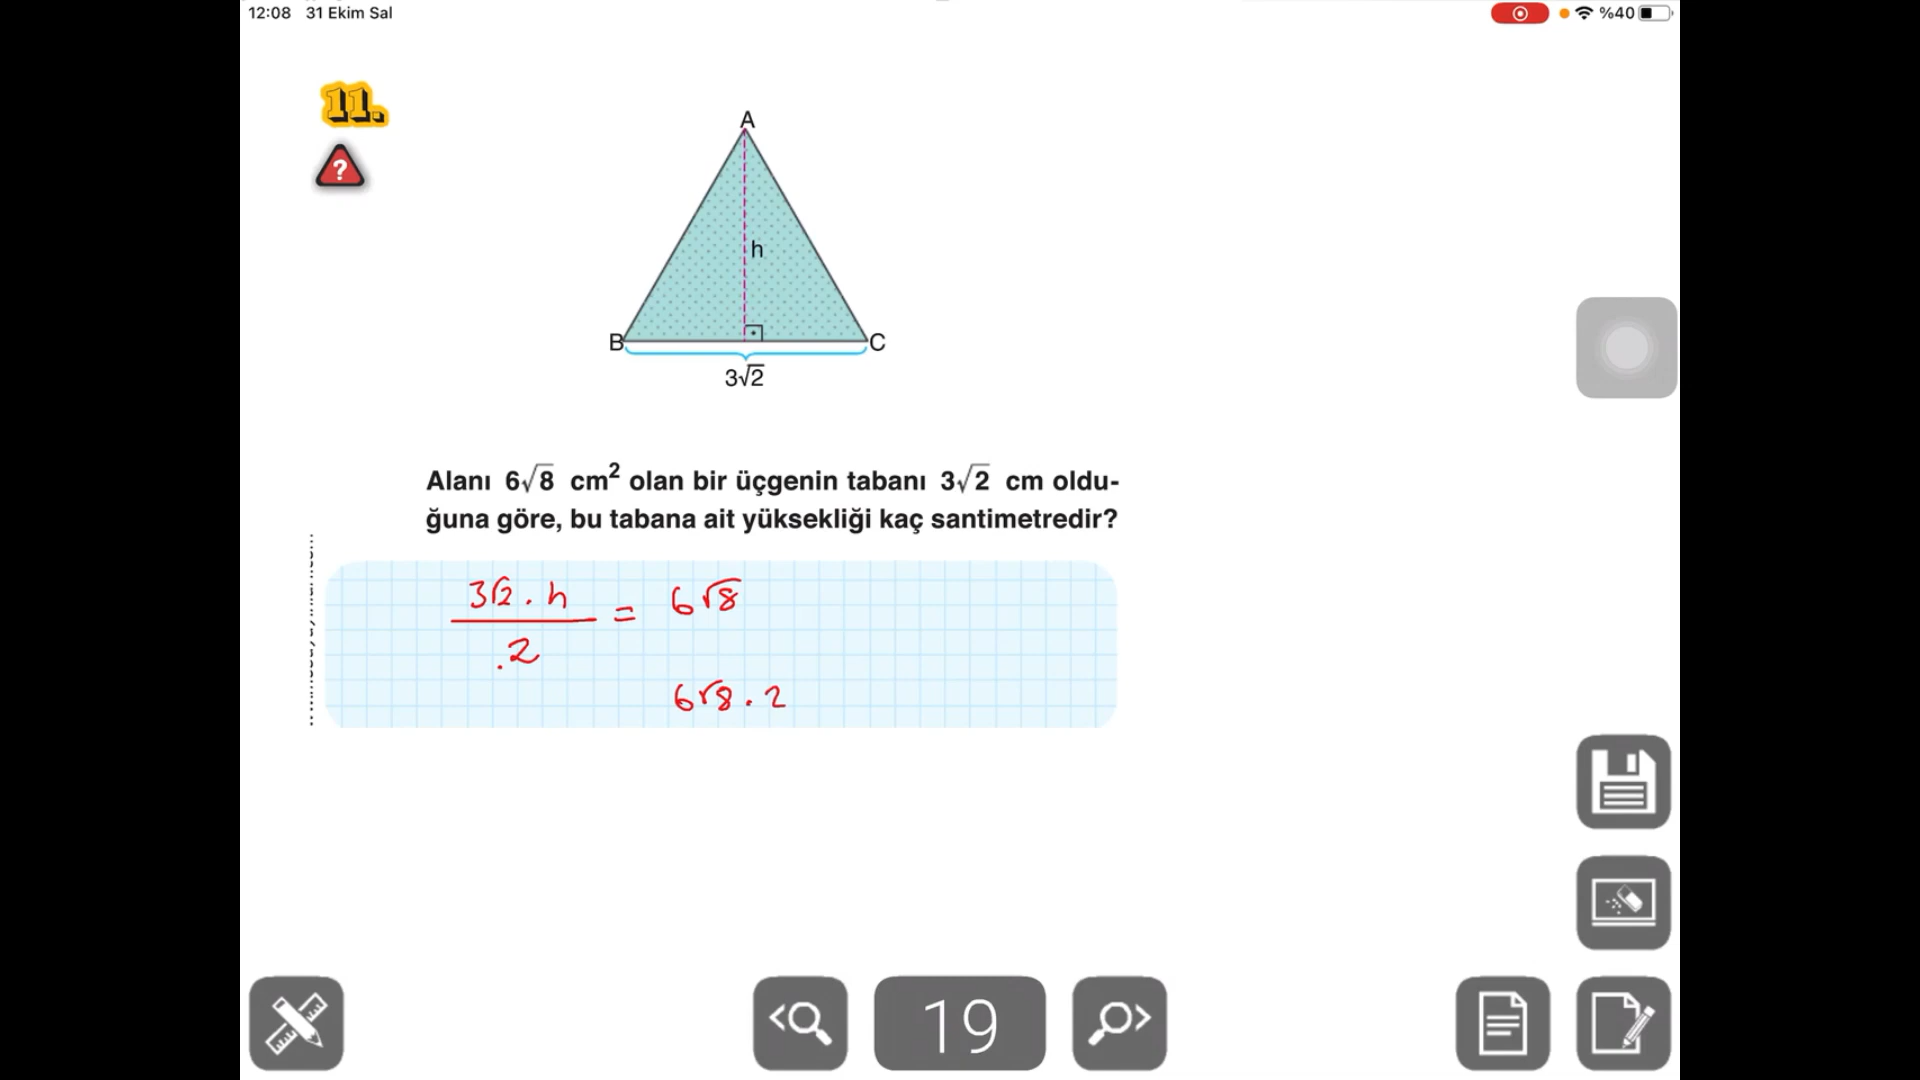 12:08 31 Ekim Sal
%40
11.
?
A
h
B
C
3√2
Alanı 6√8 cm² olan bir üçgenin tabanı 3√2 cm oldu-
ğuna göre, bu tabana ait yüksekliği kaç santimetredir?
3√2 . h
= 6√8
.2
6√8 . 2
19